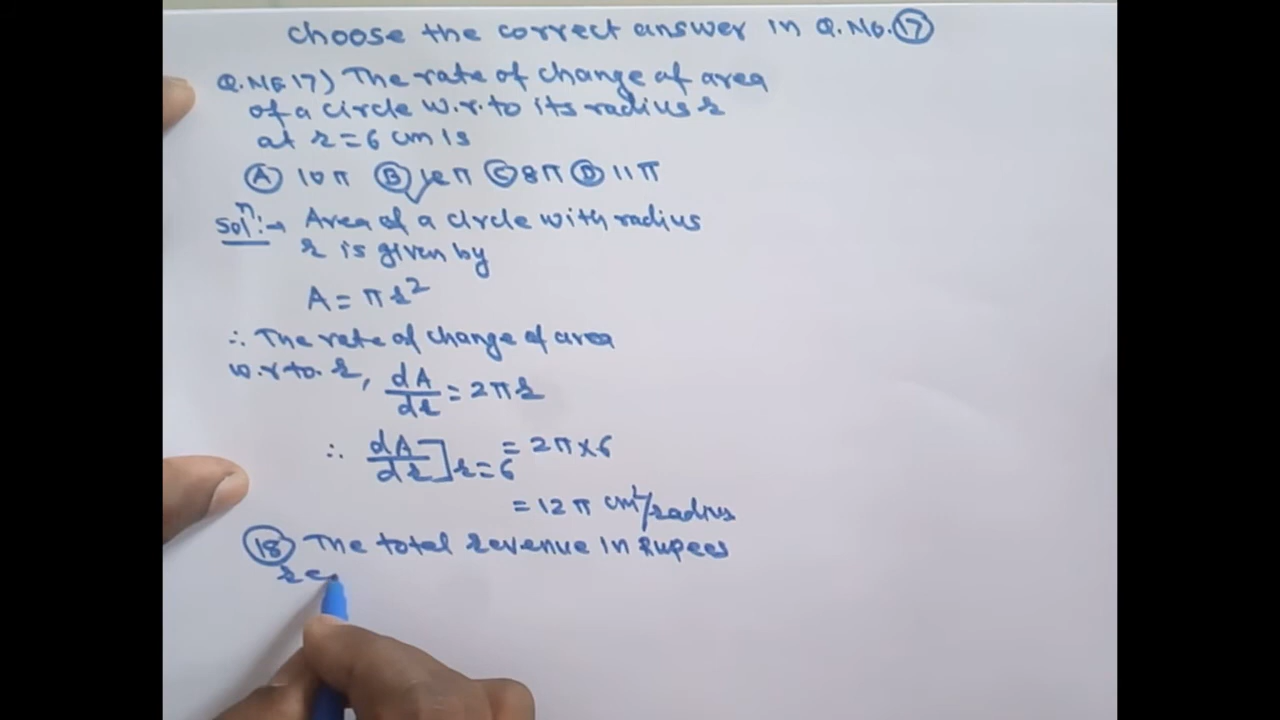 Choose the correct answer in Q.No. 17
Q.No 17) The rate of change of area
of a circle w.r.to its radius r
at r = 6 cm is
A 10π B 12π C 8π D 11π
Solⁿ:→ Area of a circle with radius
r is given by
A = πr²
∴ The rate of change of area
w.r.to. r, dA/dr = 2πr
∴ dA/dr]r=6 = 2π×6
= 12π cm²/radius
18 The total revenue in Rupees